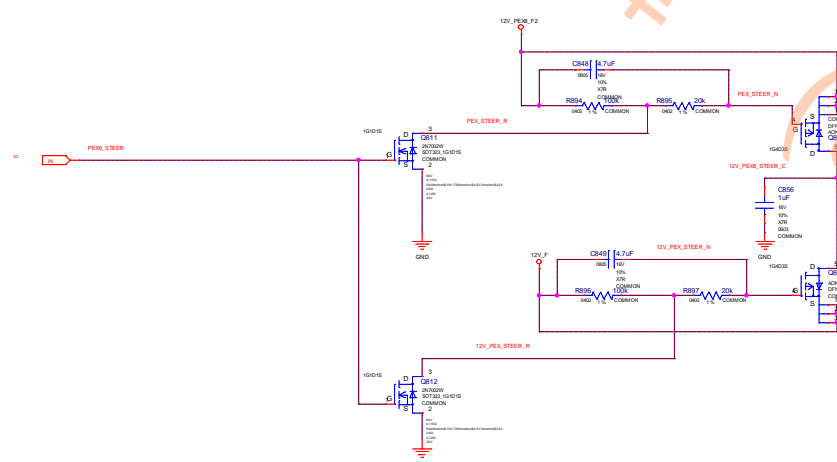 12V_PEX8_F2
C848 4.7uF
0805 16V
10%
X7R
COMMON
R894 100k
0402 1% COMMON
R895 20k
0402 1% COMMON
PEX_STEER_N
PEX_STEER_R
1G1D1S
D 3
Q811
2N7002W
SOT323_1G1D1S
COMMON
G
S 2
GND
PEX8_STEER
IN
S
G
D
1G4D3S
12V_PEX8_STEER_C
C856
1uF
16V
10%
X7R
0603
COMMON
GND
12V_F
C849 4.7uF
0805 16V
10%
X7R
COMMON
12V_PEX_STEER_N
R896 100k
0402 1% COMMON
R897 20k
0402 1% COMMON
1G4D3S
D
G
S
12V_PEX_STEER_R
1G1D1S
D 3
Q812
2N7002W
SOT323_1G1D1S
COMMON
G
S 2